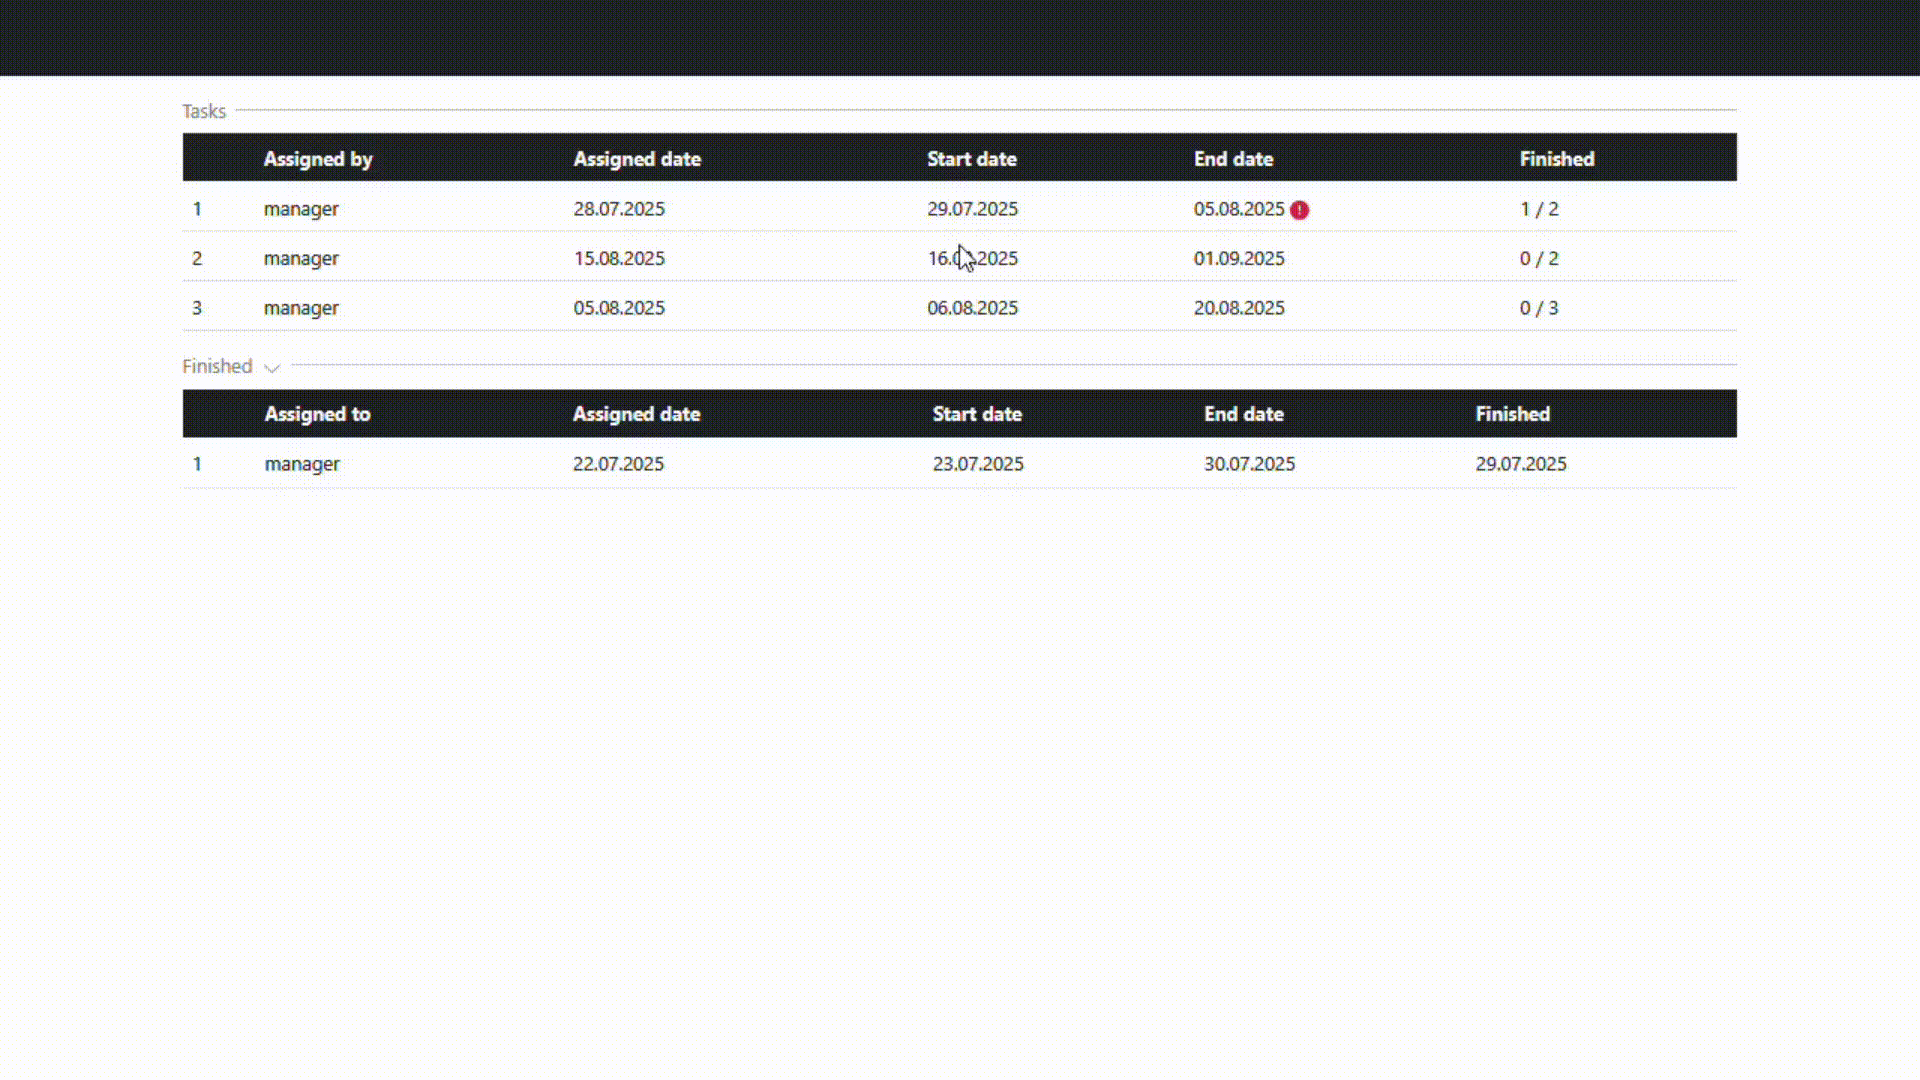 Tasks
Assigned by Assigned date Start date End date Finished
1 manager 28.07.2025 29.07.2025 05.08.2025 1 / 2
2 manager 15.08.2025 2025 01.09.2025 0 / 2
3 manager 05.08.2025 06.08.2025 20.08.2025 0 / 3
Finished
Assigned to Assigned date Start date End date Finished
1 manager 22.07.2025 23.07.2025 30.07.2025 29.07.2025